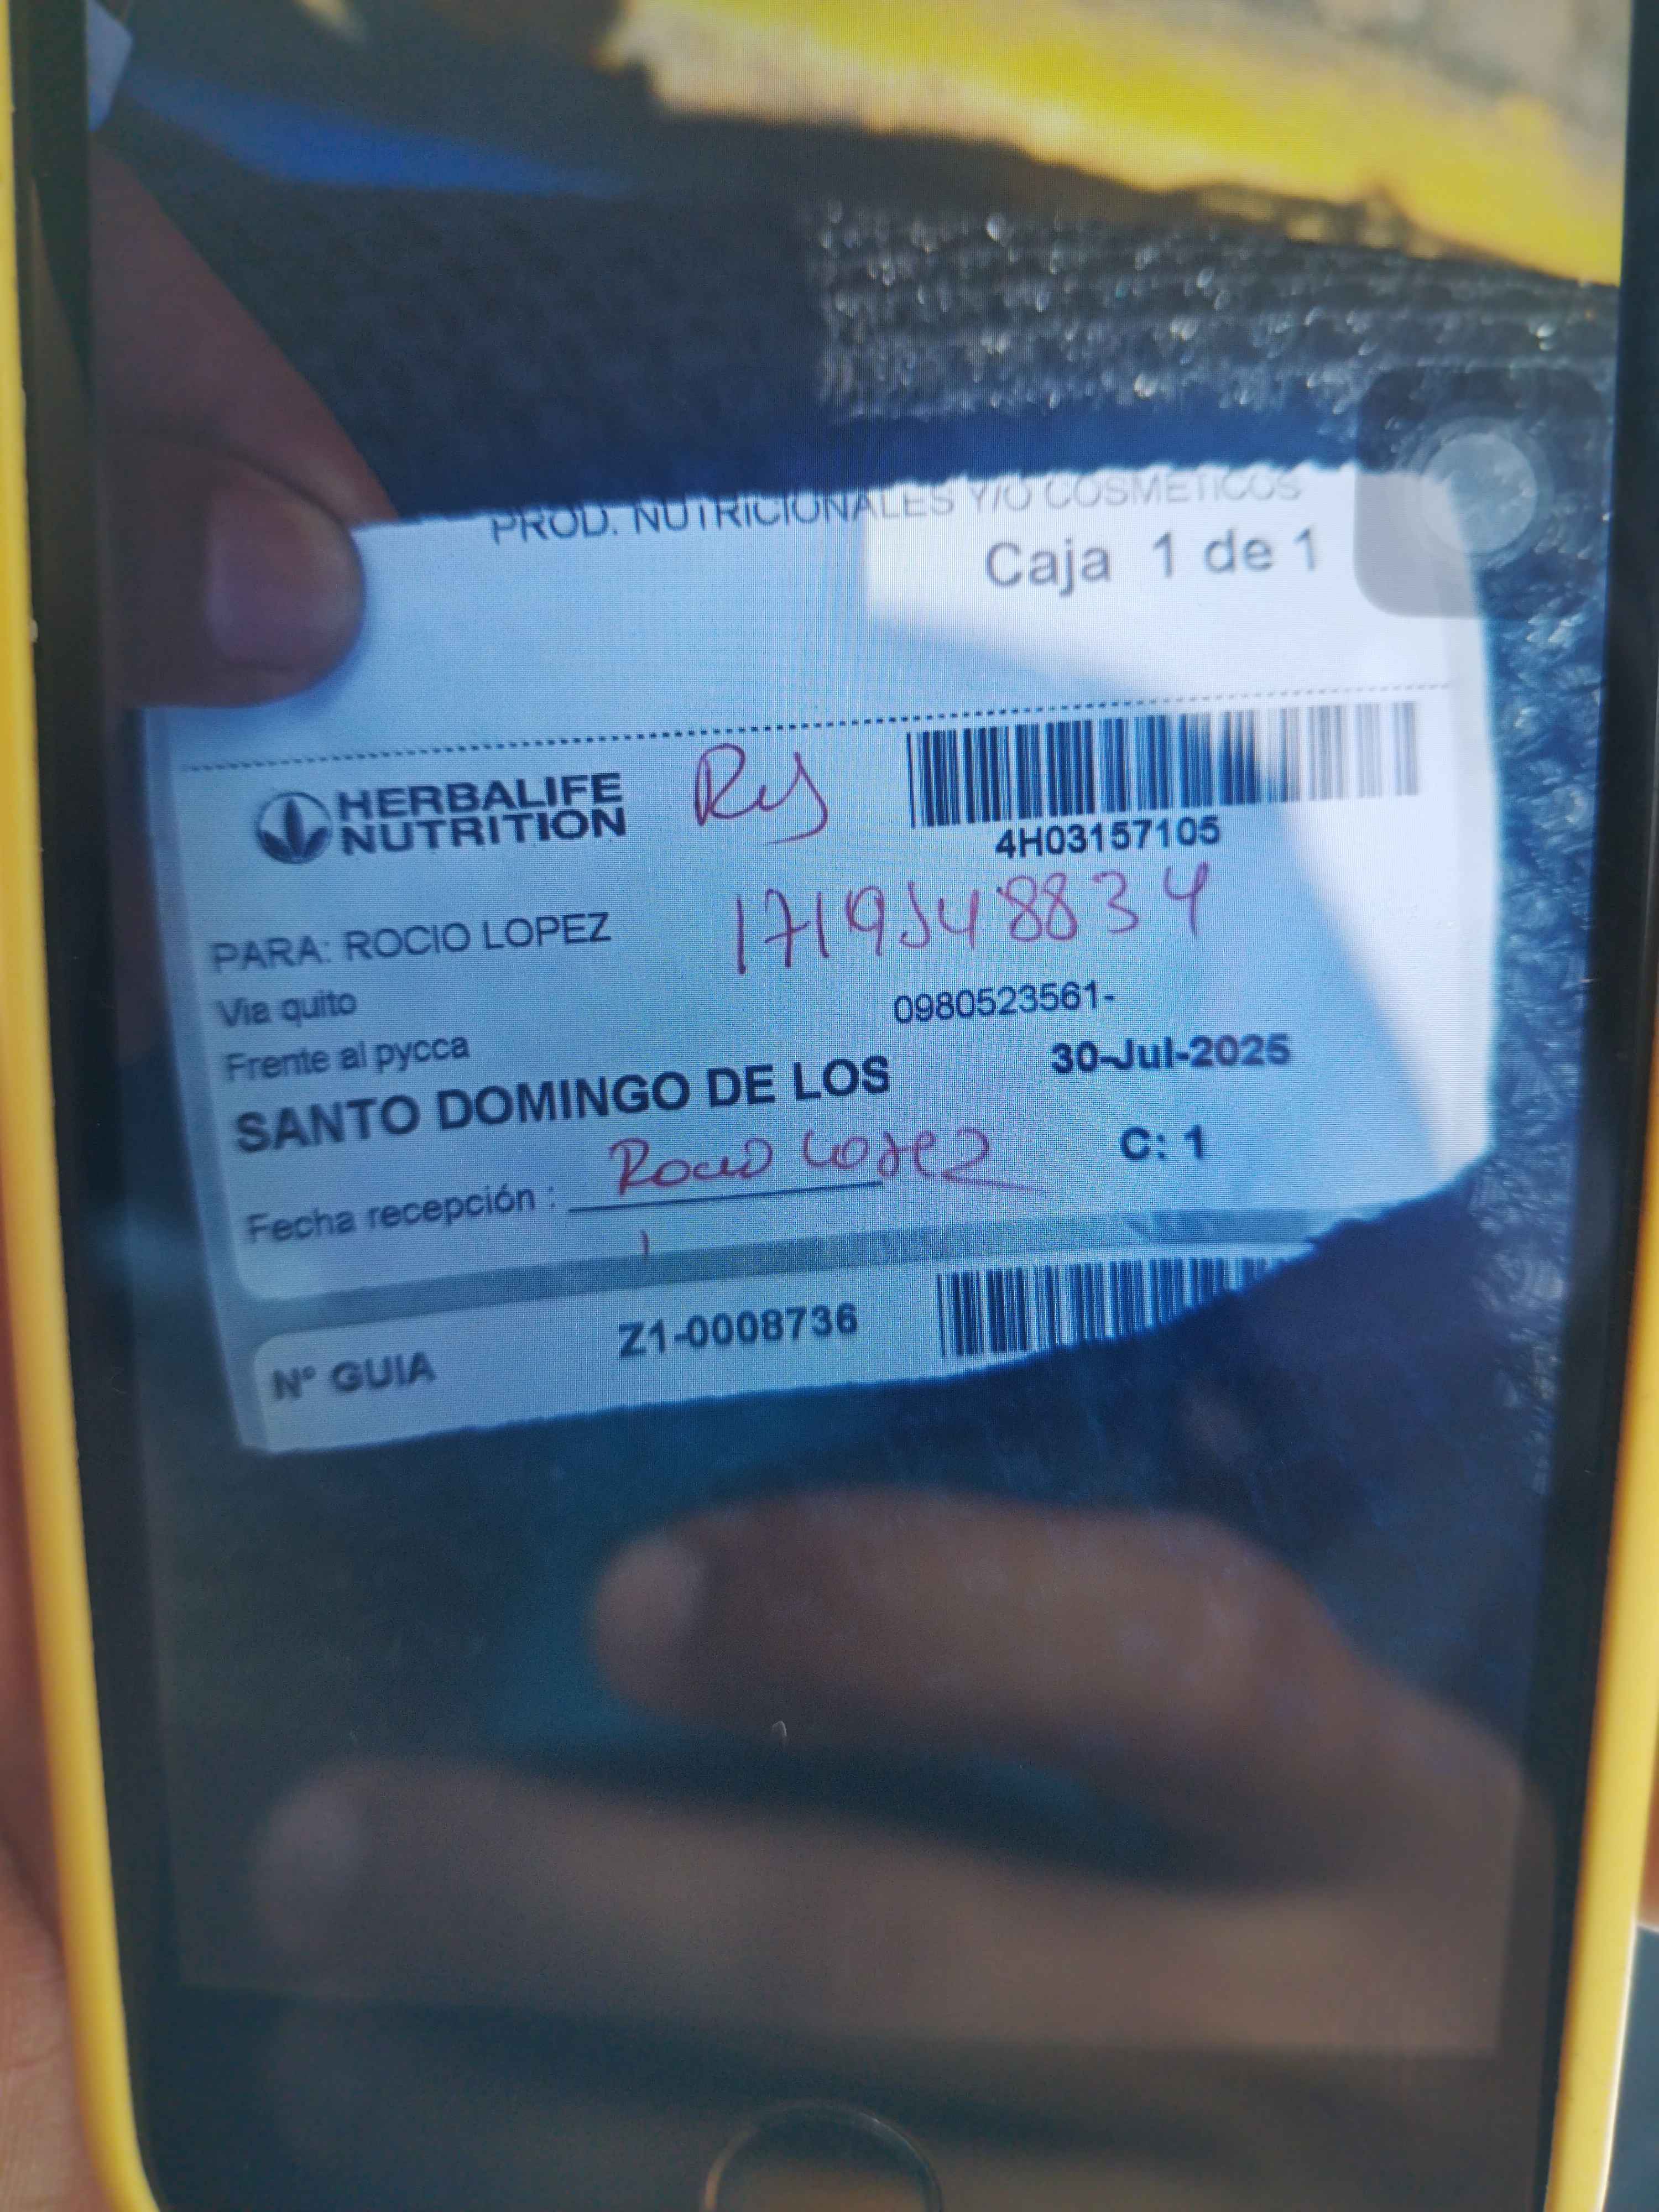 PROD. NUTRICIONALES Y/O COSMETICOS
Caja 1 de 1
HERBALIFE
NUTRITION
4H03157105
PARA: ROCIO LOPEZ
1719548834
Via quito
0980523561-
Frente al pycca
30-Jul-2025
SANTO DOMINGO DE LOS
C: 1
Fecha recepción : Rocio Lopez
N° GUIA Z1-0008736